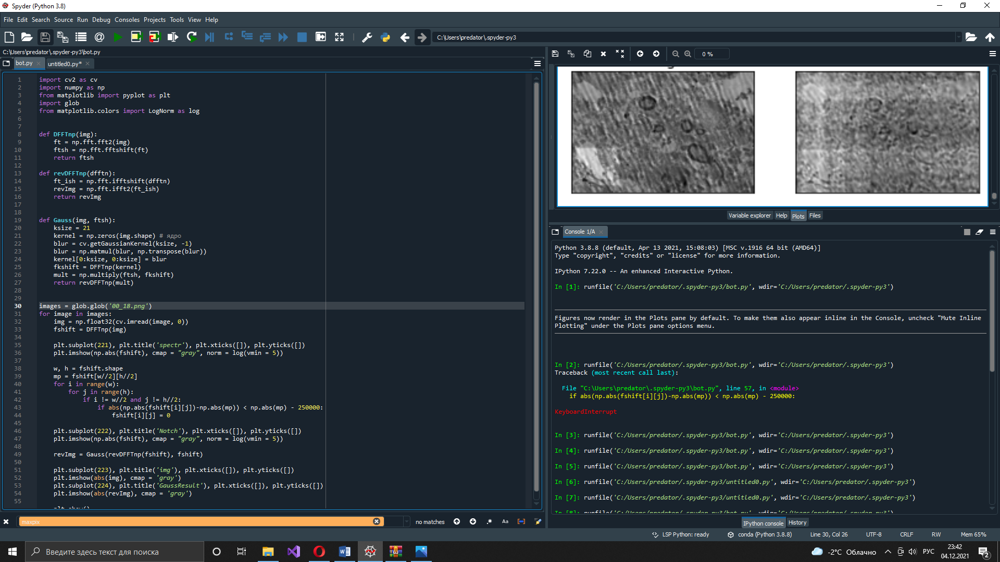 Spyder (Python 3.8)
File Edit Search Source Run Debug Consoles Projects Tools View Help
C:\Users\predator\.spyder-py3
C:\Users\predator\.spyder-py3\bot.py
bot.py
untitled0.py*
1 import cv2 as cv
2 import numpy as np
3 from matplotlib import pyplot as plt
4 import glob
5 from matplotlib.colors import LogNorm as log
6
7
8 def DFFTnp(img):
9 ft = np.fft.fft2(img)
10 ftsh = np.fft.fftshift(ft)
11 return ftsh
12
13 def revDFFTnp(dfftn):
14 ft_ish = np.fft.ifftshift(dfftn)
15 revImg = np.fft.ifft2(ft_ish)
16 return revImg
17
18
19 def Gauss(img, ftsh):
20 ksize = 21
21 kernel = np.zeros(img.shape) # ядро
22 blur = cv.getGaussianKernel(ksize, -1)
23 blur = np.matmul(blur, np.transpose(blur))
24 kernel[0:ksize, 0:ksize] = blur
25 fkshift = DFFTnp(kernel)
26 mult = np.multiply(ftsh, fkshift)
27 return revDFFTnp(mult)
28
29
30 images = glob.glob('00_18.png')
31 for image in images:
32 img = np.float32(cv.imread(image, 0))
33 fshift = DFFTnp(img)
34
35 plt.subplot(221), plt.title('spectr'), plt.xticks([]), plt.yticks([])
36 plt.imshow(np.abs(fshift), cmap = "gray", norm = log(vmin = 5))
37
38 w, h = fshift.shape
39 mp = fshift[w//2][h//2]
40 for i in range(w):
41 for j in range(h):
42 if i != w//2 and j != h//2:
43 if abs(np.abs(fshift[i][j])-np.abs(mp)) < np.abs(mp) - 250000:
44 fshift[i][j] = 0
45
46 plt.subplot(222), plt.title('Notch'), plt.xticks([]), plt.yticks([])
47 plt.imshow(np.abs(fshift), cmap = "gray", norm = log(vmin = 5))
48
49 revImg = Gauss(revDFFTnp(fshift), fshift)
50
51 plt.subplot(223), plt.title('img'), plt.xticks([]), plt.yticks([])
52 plt.imshow(abs(img), cmap = 'gray')
53 plt.subplot(224), plt.title('GaussResult'), plt.xticks([]), plt.yticks([])
54 plt.imshow(abs(revImg), cmap = 'gray')
55
plt.show()
maxpix
no matches
Aa
0 %
Variable explorer Help Plots Files
Console 1/A
Python 3.8.8 (default, Apr 13 2021, 15:08:03) [MSC v.1916 64 bit (AMD64)]
Type "copyright", "credits" or "license" for more information.
IPython 7.22.0 -- An enhanced Interactive Python.
In [1]: runfile('C:/Users/predator/.spyder-py3/bot.py', wdir='C:/Users/predator/.spyder-py3')
Figures now render in the Plots pane by default. To make them also appear inline in the Console, uncheck "Mute Inline
Plotting" under the Plots pane options menu.
In [2]: runfile('C:/Users/predator/.spyder-py3/bot.py', wdir='C:/Users/predator/.spyder-py3')
Traceback (most recent call last):
File "C:\Users\predator\.spyder-py3\bot.py", line 57, in <module>
if abs(np.abs(fshift[i][j])-np.abs(mp)) < np.abs(mp) - 250000:
KeyboardInterrupt
In [3]: runfile('C:/Users/predator/.spyder-py3/bot.py', wdir='C:/Users/predator/.spyder-py3')
In [4]: runfile('C:/Users/predator/.spyder-py3/bot.py', wdir='C:/Users/predator/.spyder-py3')
In [5]: runfile('C:/Users/predator/.spyder-py3/bot.py', wdir='C:/Users/predator/.spyder-py3')
In [6]: runfile('C:/Users/predator/.spyder-py3/untitled0.py', wdir='C:/Users/predator/.spyder-py3')
In [7]: runfile('C:/Users/predator/.spyder-py3/untitled0.py', wdir='C:/Users/predator/.spyder-py3')
In [8]: runfile('C:/Users/predator/.spyder-py3/bot.py', wdir='C:/Users/predator/.spyder-py3')
IPython console History
LSP Python: ready conda (Python 3.8.8) Line 30, Col 26 UTF-8 CRLF RW Mem 65%
Введите здесь текст для поиска
-2°C Облачно
РУС
23:42
04.12.2021
2